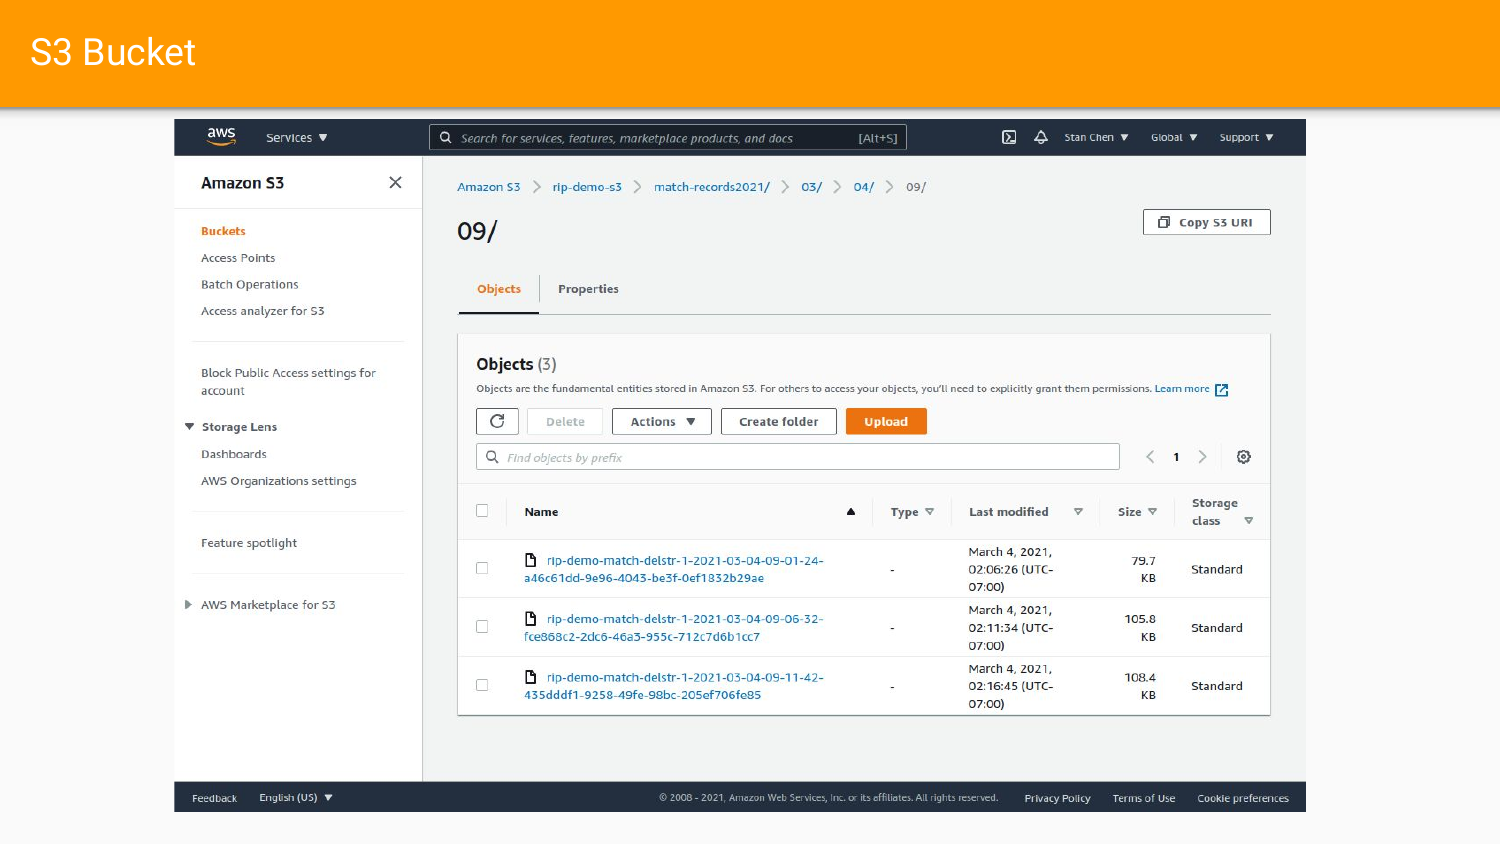 S3 Bucket
aws Services Search for services, features, marketplace products, and docs [Alt+S] Stan Chen Global Support
Amazon S3
Buckets
Access Points
Batch Operations
Access analyzer for S3
Block Public Access settings for
account
Storage Lens
Dashboards
AWS Organizations settings
Feature spotlight
AWS Marketplace for S3
Amazon S3 rip-demo-s3 match-records2021/ 03/ 04/ 09/
09/
Copy S3 URI
Objects Properties
Objects (3)
Objects are the fundamental entities stored in Amazon S3. For others to access your objects, you'll need to explicitly grant them permissions. Learn more
Delete Actions Create folder Upload
Find objects by prefix 1
Name Type Last modified Size Storage
class
rip-demo-match-delstr-1-2021-03-04-09-01-24-
a46c61dd-9e96-4043-be3f-0ef1832b29ae
-
March 4, 2021,
02:06:26 (UTC-
07:00)
79.7
KB
Standard
rip-demo-match-delstr-1-2021-03-04-09-06-32-
fce868c2-2dc6-46a3-955c-712c7d6b1cc7
-
March 4, 2021,
02:11:34 (UTC-
07:00)
105.8
KB
Standard
rip-demo-match-delstr-1-2021-03-04-09-11-42-
435dddf1-9258-49fe-98bc-205ef706fe85
-
March 4, 2021,
02:16:45 (UTC-
07:00)
108.4
KB
Standard
Feedback English (US) © 2008 - 2021, Amazon Web Services, Inc. or its affiliates. All rights reserved. Privacy Policy Terms of Use Cookie preferences